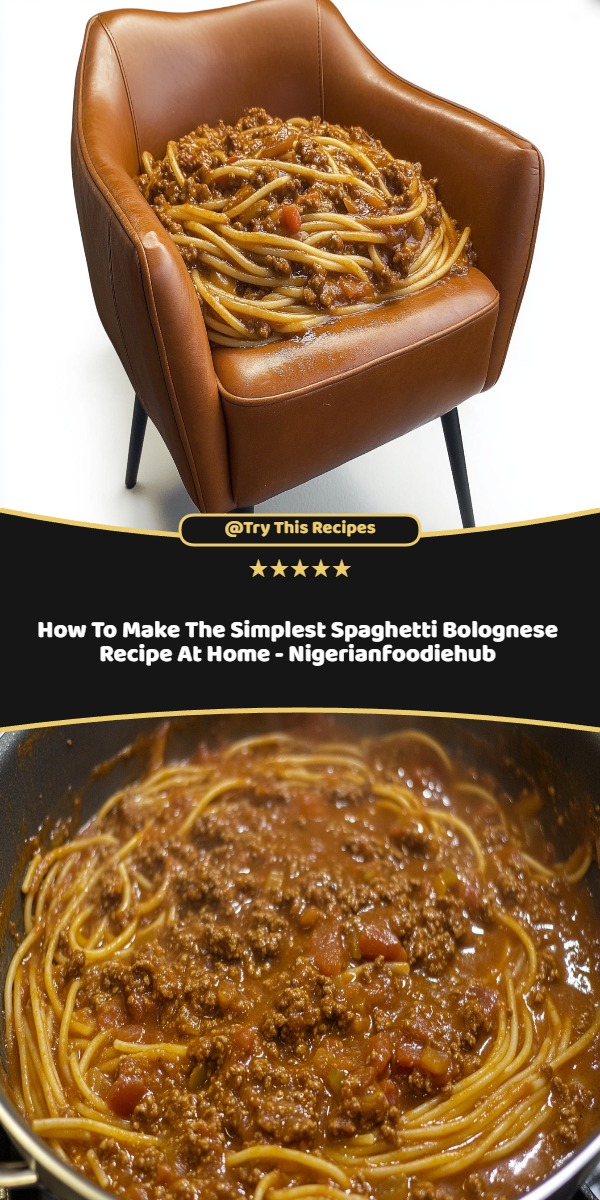 @Try This Recipes
How To Make The Simplest Spaghetti Bolognese
Recipe At Home - Nigerianfoodiehub